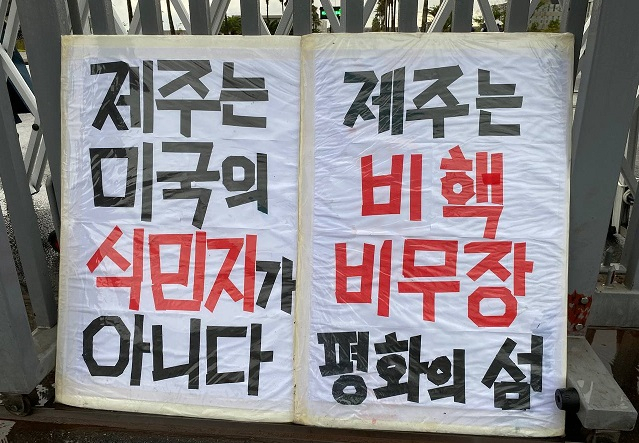 제주는
미국의
식민지가
아니다
제주는
비핵
비무장
평화의 섬